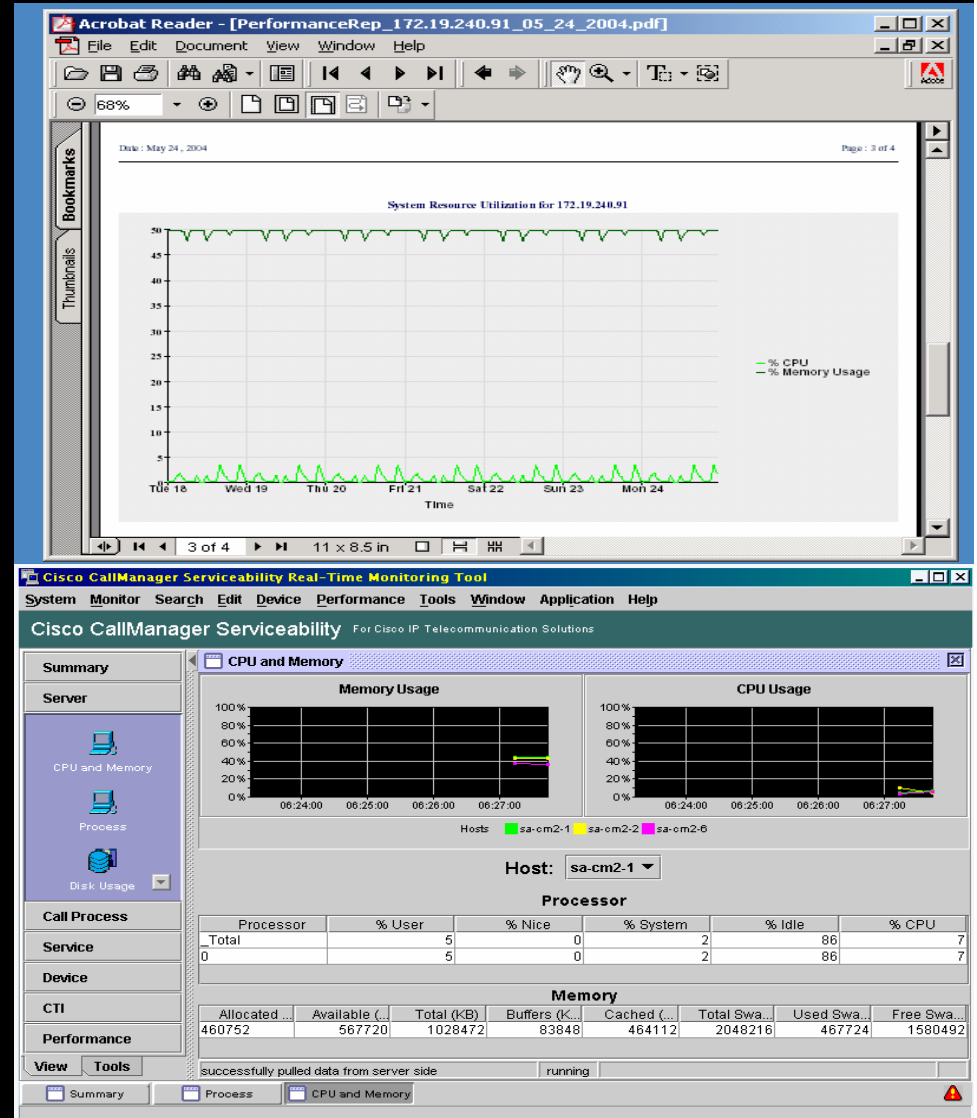 Acrobat Reader - [PerformanceRep_172.19.240.91_05_24_2004.pdf]
File Edit Document View Window Help
68%
Adobe
Bookmarks
Thumbnails
Date : May 24 , 2004 Page : 3 of 4
System Resource Utilization for 172.19.240.91
50
45
40
35
30
25
20
15
10
5
0
% CPU
% Memory Usage
Tue 18 Wed 19 Thu 20 Fri 21 Sat 22 Sun 23 Mon 24
Time
3 of 4 11 x 8.5 in
Cisco CallManager Serviceability Real-Time Monitoring Tool
System Monitor Search Edit Device Performance Tools Window Application Help
Cisco CallManager Serviceability For Cisco IP Telecommunication Solutions
Summary
Server
CPU and Memory
Process
Disk Usage
Call Process
Service
Device
CTI
Performance
View Tools
CPU and Memory
Memory Usage
100%
80%
60%
40%
20%
0%
06:24:00 06:25:00 06:26:00 06:27:00
CPU Usage
100%
80%
60%
40%
20%
0%
06:24:00 06:25:00 06:26:00 06:27:00
Hosts sa-cm2-1 sa-cm2-2 sa-cm2-6
Host: sa-cm2-1
Processor
Processor % User % Nice % System % Idle % CPU
_Total 5 0 2 86 7
0 5 0 2 86 7
Memory
Allocated ... Available (... Total (KB) Buffers (K... Cached (... Total Swa... Used Swa... Free Swa...
460752 567720 1028472 83848 464112 2048216 467724 1580492
successfully pulled data from server side running
Summary Process CPU and Memory